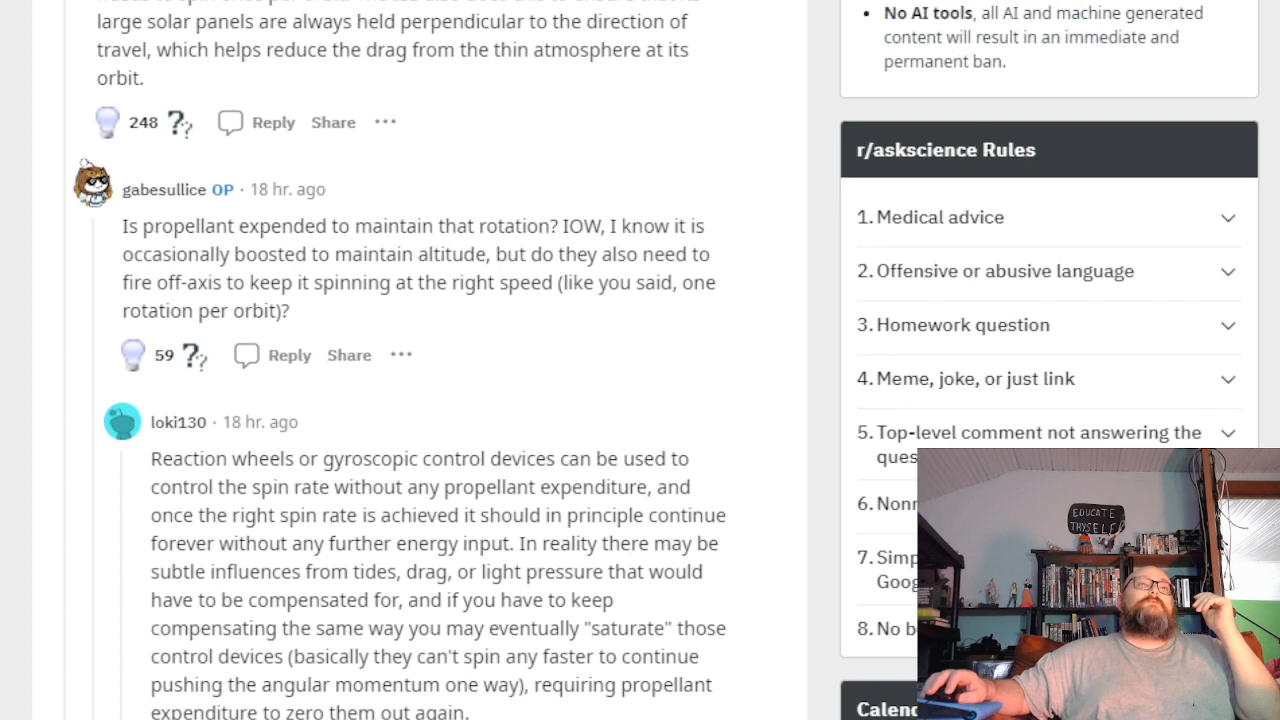 large solar panels are always held perpendicular to the direction of
travel, which helps reduce the drag from the thin atmosphere at its
orbit.
248
Reply
Share
gabesullice OP · 18 hr. ago
Is propellant expended to maintain that rotation? IOW, I know it is
occasionally boosted to maintain altitude, but do they also need to
fire off-axis to keep it spinning at the right speed (like you said, one
rotation per orbit)?
59
Reply
Share
loki130 · 18 hr. ago
Reaction wheels or gyroscopic control devices can be used to
control the spin rate without any propellant expenditure, and
once the right spin rate is achieved it should in principle continue
forever without any further energy input. In reality there may be
subtle influences from tides, drag, or light pressure that would
have to be compensated for, and if you have to keep
compensating the same way you may eventually "saturate" those
control devices (basically they can't spin any faster to continue
pushing the angular momentum one way), requiring propellant
expenditure to zero them out again.
• No AI tools, all AI and machine generated
content will result in an immediate and
permanent ban.
r/askscience Rules
1. Medical advice
2. Offensive or abusive language
3. Homework question
4. Meme, joke, or just link
5. Top-level comment not answering the
ques
6. Nonr
7. Simp
Goog
8. No b
Calend
EDUCATE
THYSELF